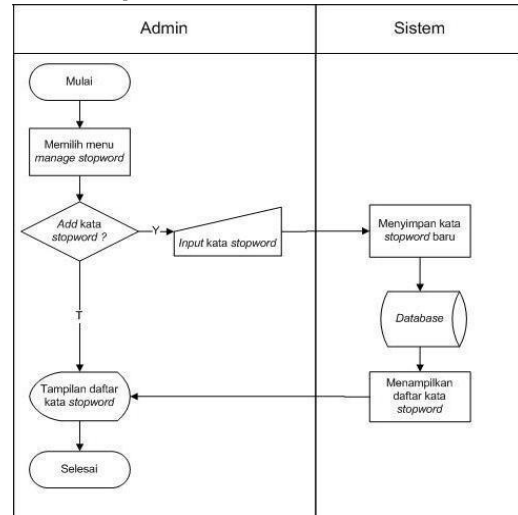 Admin
Sistem
Mulai
Memilih menu
manage stopword
Add kata
stopword ?
Y
Input kata stopword
Menyimpan kata
stopword baru
Database
T
Tampilan daftar
kata stopword
Menampilkan
daftar kata
stopword
Selesai